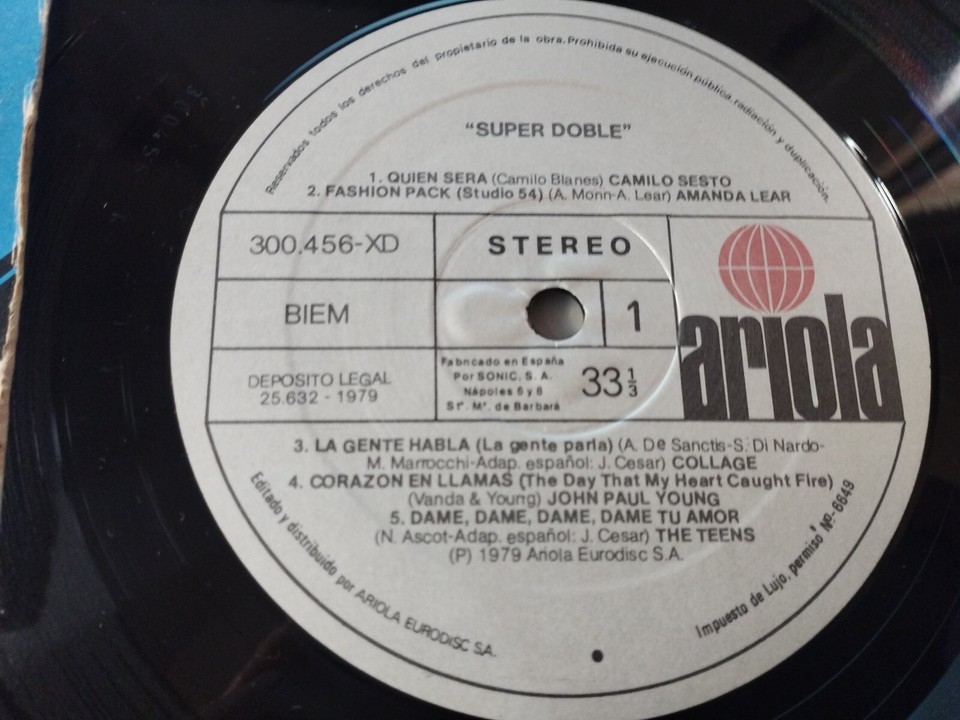 Reservados todos los derechos del propietario de la obra. Prohibida su ejecución pública, radiación y duplicación.
"SUPER DOBLE"
1. QUIEN SERA (Camilo Blanes) CAMILO SESTO
2. FASHION PACK (Studio 54) (A. Monn-A. Lear) AMANDA LEAR
300.456-XD
STEREO
BIEM
1
ariola
DEPOSITO LEGAL
25.632 - 1979
Fabricado en España
Por SONIC, S. A.
Nápoles 6 y 8
Stª. Mª. de Barbará
33 1/3
3. LA GENTE HABLA (La gente parla) (A. De Sanctis-S. Di Nardo-
M. Marrocchi-Adap. español: J. Cesar) COLLAGE
4. CORAZON EN LLAMAS (The Day That My Heart Caught Fire)
(Vanda & Young) JOHN PAUL YOUNG
5. DAME, DAME, DAME, DAME TU AMOR
(N. Ascot-Adap. español: J. Cesar) THE TEENS
(P) 1979 Ariola Eurodisc S.A.
Editado y distribuido por ARIOLA EURODISC S.A.
Impuesto de Lujo, permiso Nº.-6649